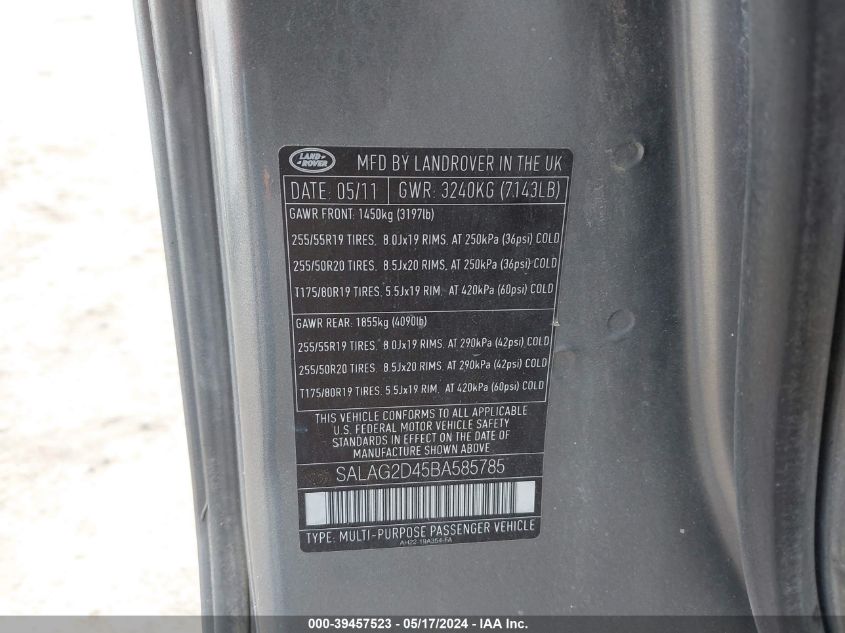 LAND
ROVER
MFD BY LANDROVER IN THE UK
DATE: 05/11 GWR: 3240KG (7143LB)
GAWR FRONT: 1450kg (3197lb)
255/55R19 TIRES, 8.0Jx19 RIMS, AT 250kPa (36psi) COLD
255/50R20 TIRES, 8.5Jx20 RIMS, AT 250kPa (36psi) COLD
T175/80R19 TIRES, 5.5Jx19 RIM, AT 420kPa (60psi) COLD
GAWR REAR: 1855kg (4090lb)
255/55R19 TIRES, 8.0Jx19 RIMS, AT 290kPa (42psi) COLD
255/50R20 TIRES, 8.5Jx20 RIMS, AT 290kPa (42psi) COLD
T175/80R19 TIRES, 5.5Jx19 RIM, AT 420kPa (60psi) COLD
THIS VEHICLE CONFORMS TO ALL APPLICABLE
U.S. FEDERAL MOTOR VEHICLE SAFETY
STANDARDS IN EFFECT ON THE DATE OF
MANUFACTURE SHOWN ABOVE
SALAG2D45BA585785
TYPE: MULTI-PURPOSE PASSENGER VEHICLE
AH22-19A354-FA
000-39457523 - 05/17/2024 - IAA Inc.